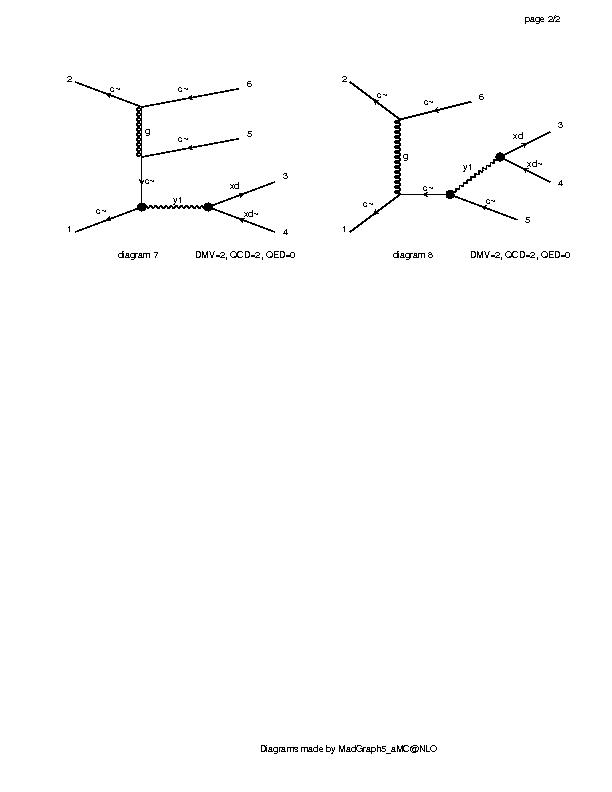 page 2/2
2
c~
c~
6
g
c~
5
c~
xd
3
c~
y1
xd~
1
4
diagram 7 DMV=2, QCD=2, QED=0
2
c~
c~
6
xd
3
g
y1
xd~
4
c~
c~
c~
5
1
diagram 8 DMV=2, QCD=2, QED=0
Diagrams made by MadGraph5_aMC@NLO